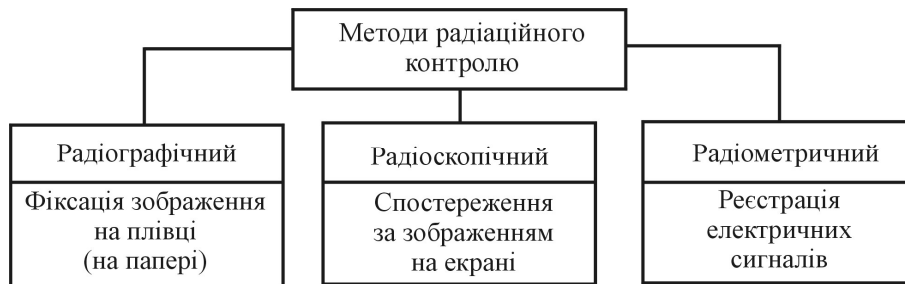 Методи радіаційного
контролю
Радіографічний
Фіксація зображення
на плівці
(на папері)
Радіоскопічний
Спостереження
за зображенням
на екрані
Радіометричний
Реєстрація
електричних
сигналів